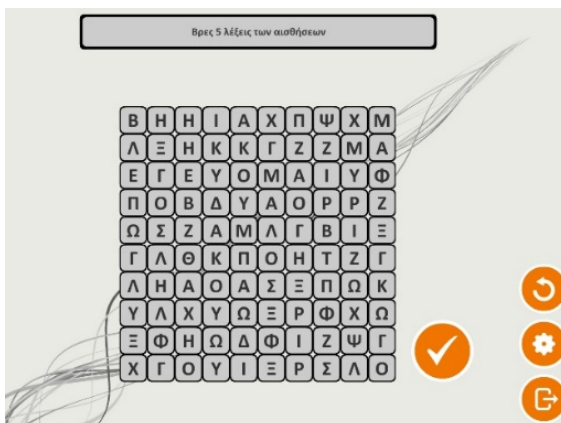 Βρες 5 λέξεις των αισθήσεων
Β Η Η Ι Α Χ Π Ψ Χ Μ
Λ Ξ Η Κ Κ Γ Ζ Ζ Μ Α
Ε Γ Ε Υ Ο Μ Α Ι Υ Φ
Π Ο Β Δ Υ Α Ο Ρ Ρ Ζ
Ω Σ Ζ Α Μ Λ Γ Β Ι Ξ
Γ Λ Θ Κ Π Ο Η Τ Ζ Γ
Λ Η Α Ο Α Σ Ξ Π Ω Κ
Υ Λ Χ Υ Ω Ξ Ρ Φ Χ Ω
Ξ Φ Η Ω Δ Φ Ι Ζ Ψ Γ
Χ Γ Ο Υ Ι Ξ Ρ Σ Λ Ο